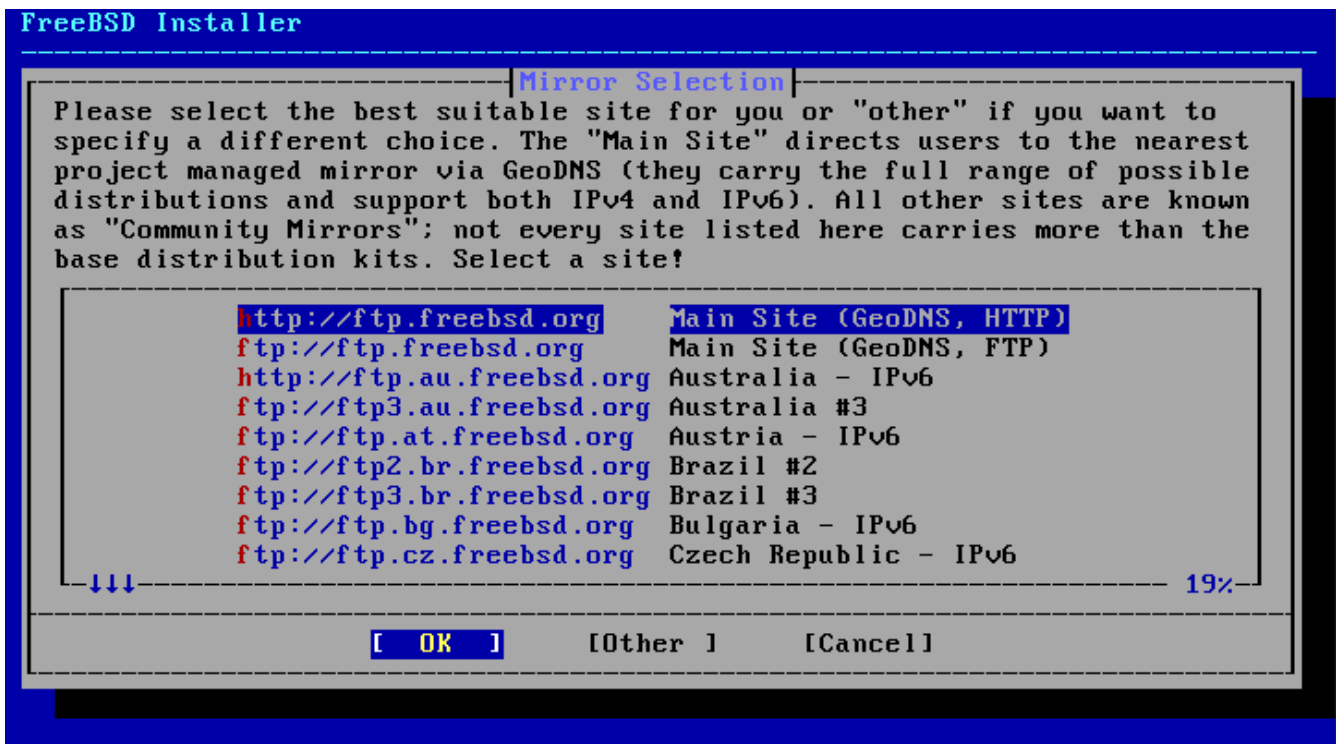 FreeBSD Installer
Mirror Selection
Please select the best suitable site for you or "other" if you want to
specify a different choice. The "Main Site" directs users to the nearest
project managed mirror via GeoDNS (they carry the full range of possible
distributions and support both IPv4 and IPv6). All other sites are known
as "Community Mirrors"; not every site listed here carries more than the
base distribution kits. Select a site!
http://ftp.freebsd.org Main Site (GeoDNS, HTTP)
ftp://ftp.freebsd.org Main Site (GeoDNS, FTP)
http://ftp.au.freebsd.org Australia - IPv6
ftp://ftp3.au.freebsd.org Australia #3
ftp://ftp.at.freebsd.org Austria - IPv6
ftp://ftp2.br.freebsd.org Brazil #2
ftp://ftp3.br.freebsd.org Brazil #3
ftp://ftp.bg.freebsd.org Bulgaria - IPv6
ftp://ftp.cz.freebsd.org Czech Republic - IPv6
↓↓↓ 19%
[ OK ] [Other ] [Cancel]